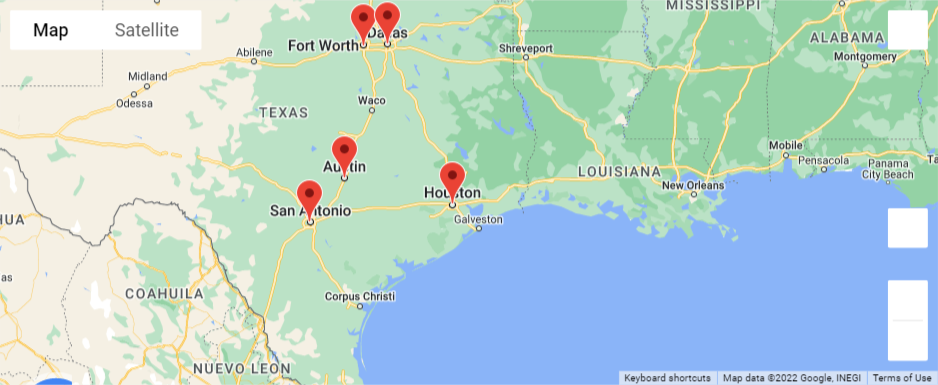 MISSISSIPPI
Map
Satellite
Dallas
Fort Worth
ALABAMA
Shreveport
Abilene
Montgomery
Midland
Odessa
Waco
TEXAS
Mobile
Austin
Pensacola
Panama
City Beach
LOUISIANA
New Orleans
Houston
San Antonio
Galveston
COAHUILA
Corpus Christi
NUEVO LEON
Keyboard shortcuts
Map data ©2022 Google, INEGI
Terms of Use